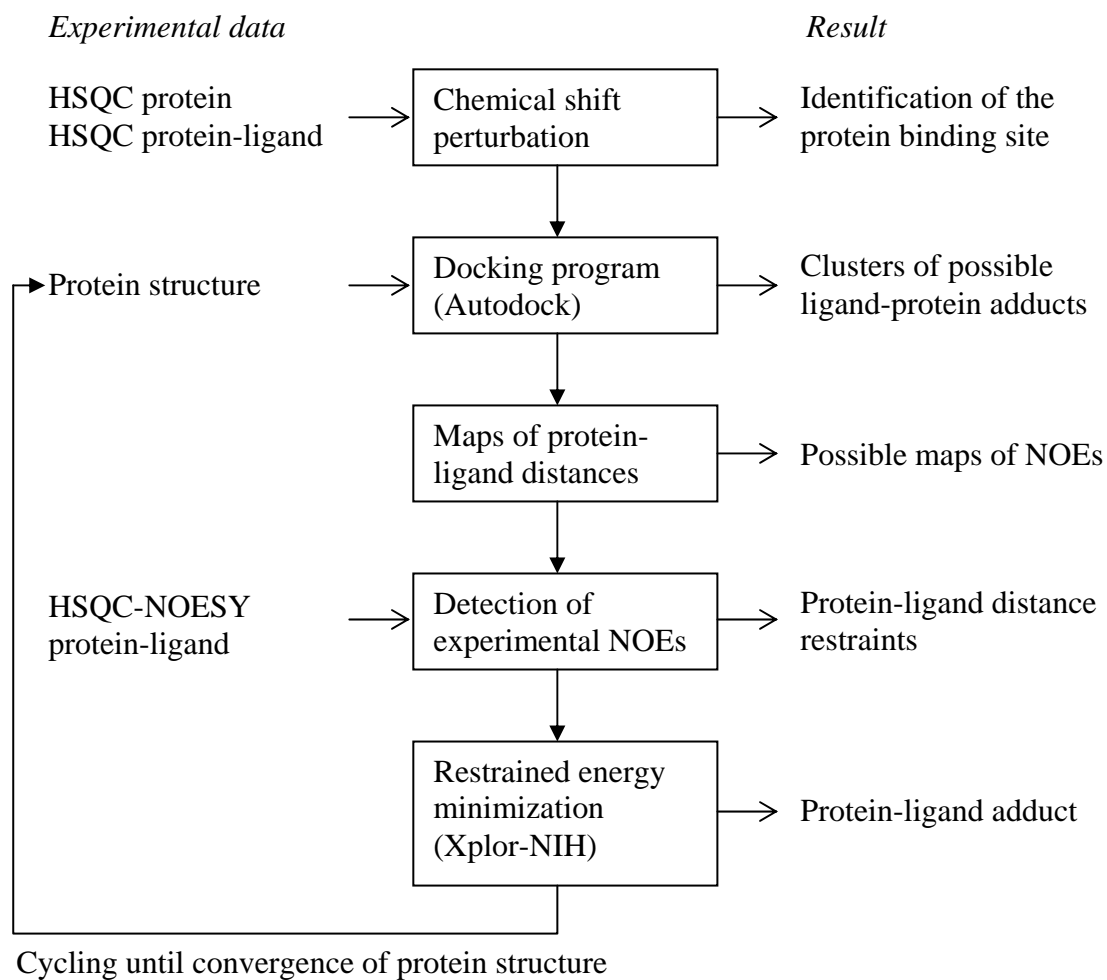 Experimental data
Result
HSQC protein
HSQC protein-ligand
Chemical shift
perturbation
Identification of the
protein binding site
Protein structure
Docking program
(Autodock)
Clusters of possible
ligand-protein adducts
Maps of protein-
ligand distances
Possible maps of NOEs
HSQC-NOESY
protein-ligand
Detection of
experimental NOEs
Protein-ligand distance
restraints
Restrained energy
minimization
(Xplor-NIH)
Protein-ligand adduct
Cycling until convergence of protein structure